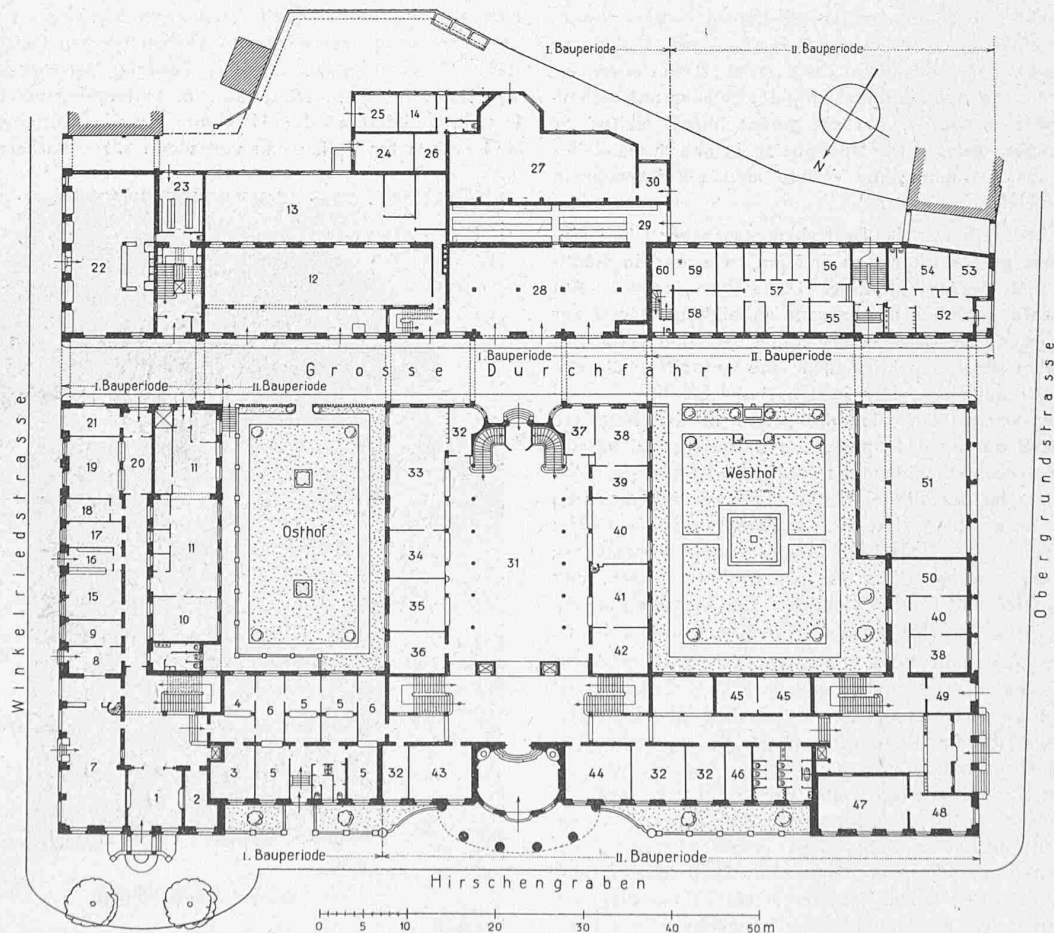 I. Bauperiode II. Bauperiode
N
25 14
24 26 27 30
23 13 29
22 12 28
60 59 56 54 53
58 57 55 52
I. Bauperiode II. Bauperiode
Grosse Durchfahrt
I. Bauperiode II. Bauperiode
21 20 11 32 37 38
19 33 39
18 Osthof Westhof 51
17 11 40
16 34 31
15 35 41 50
9 10 40
8 36 42 38
4 6 5 5 6 45 45 49
7 3 5 5 32 43 44 32 32 46
2 47 48
I. Bauperiode II. Bauperiode
Hirschengraben
0 5 10 20 30 40 50 m
Winkelriedstrasse
Obergrundstrasse